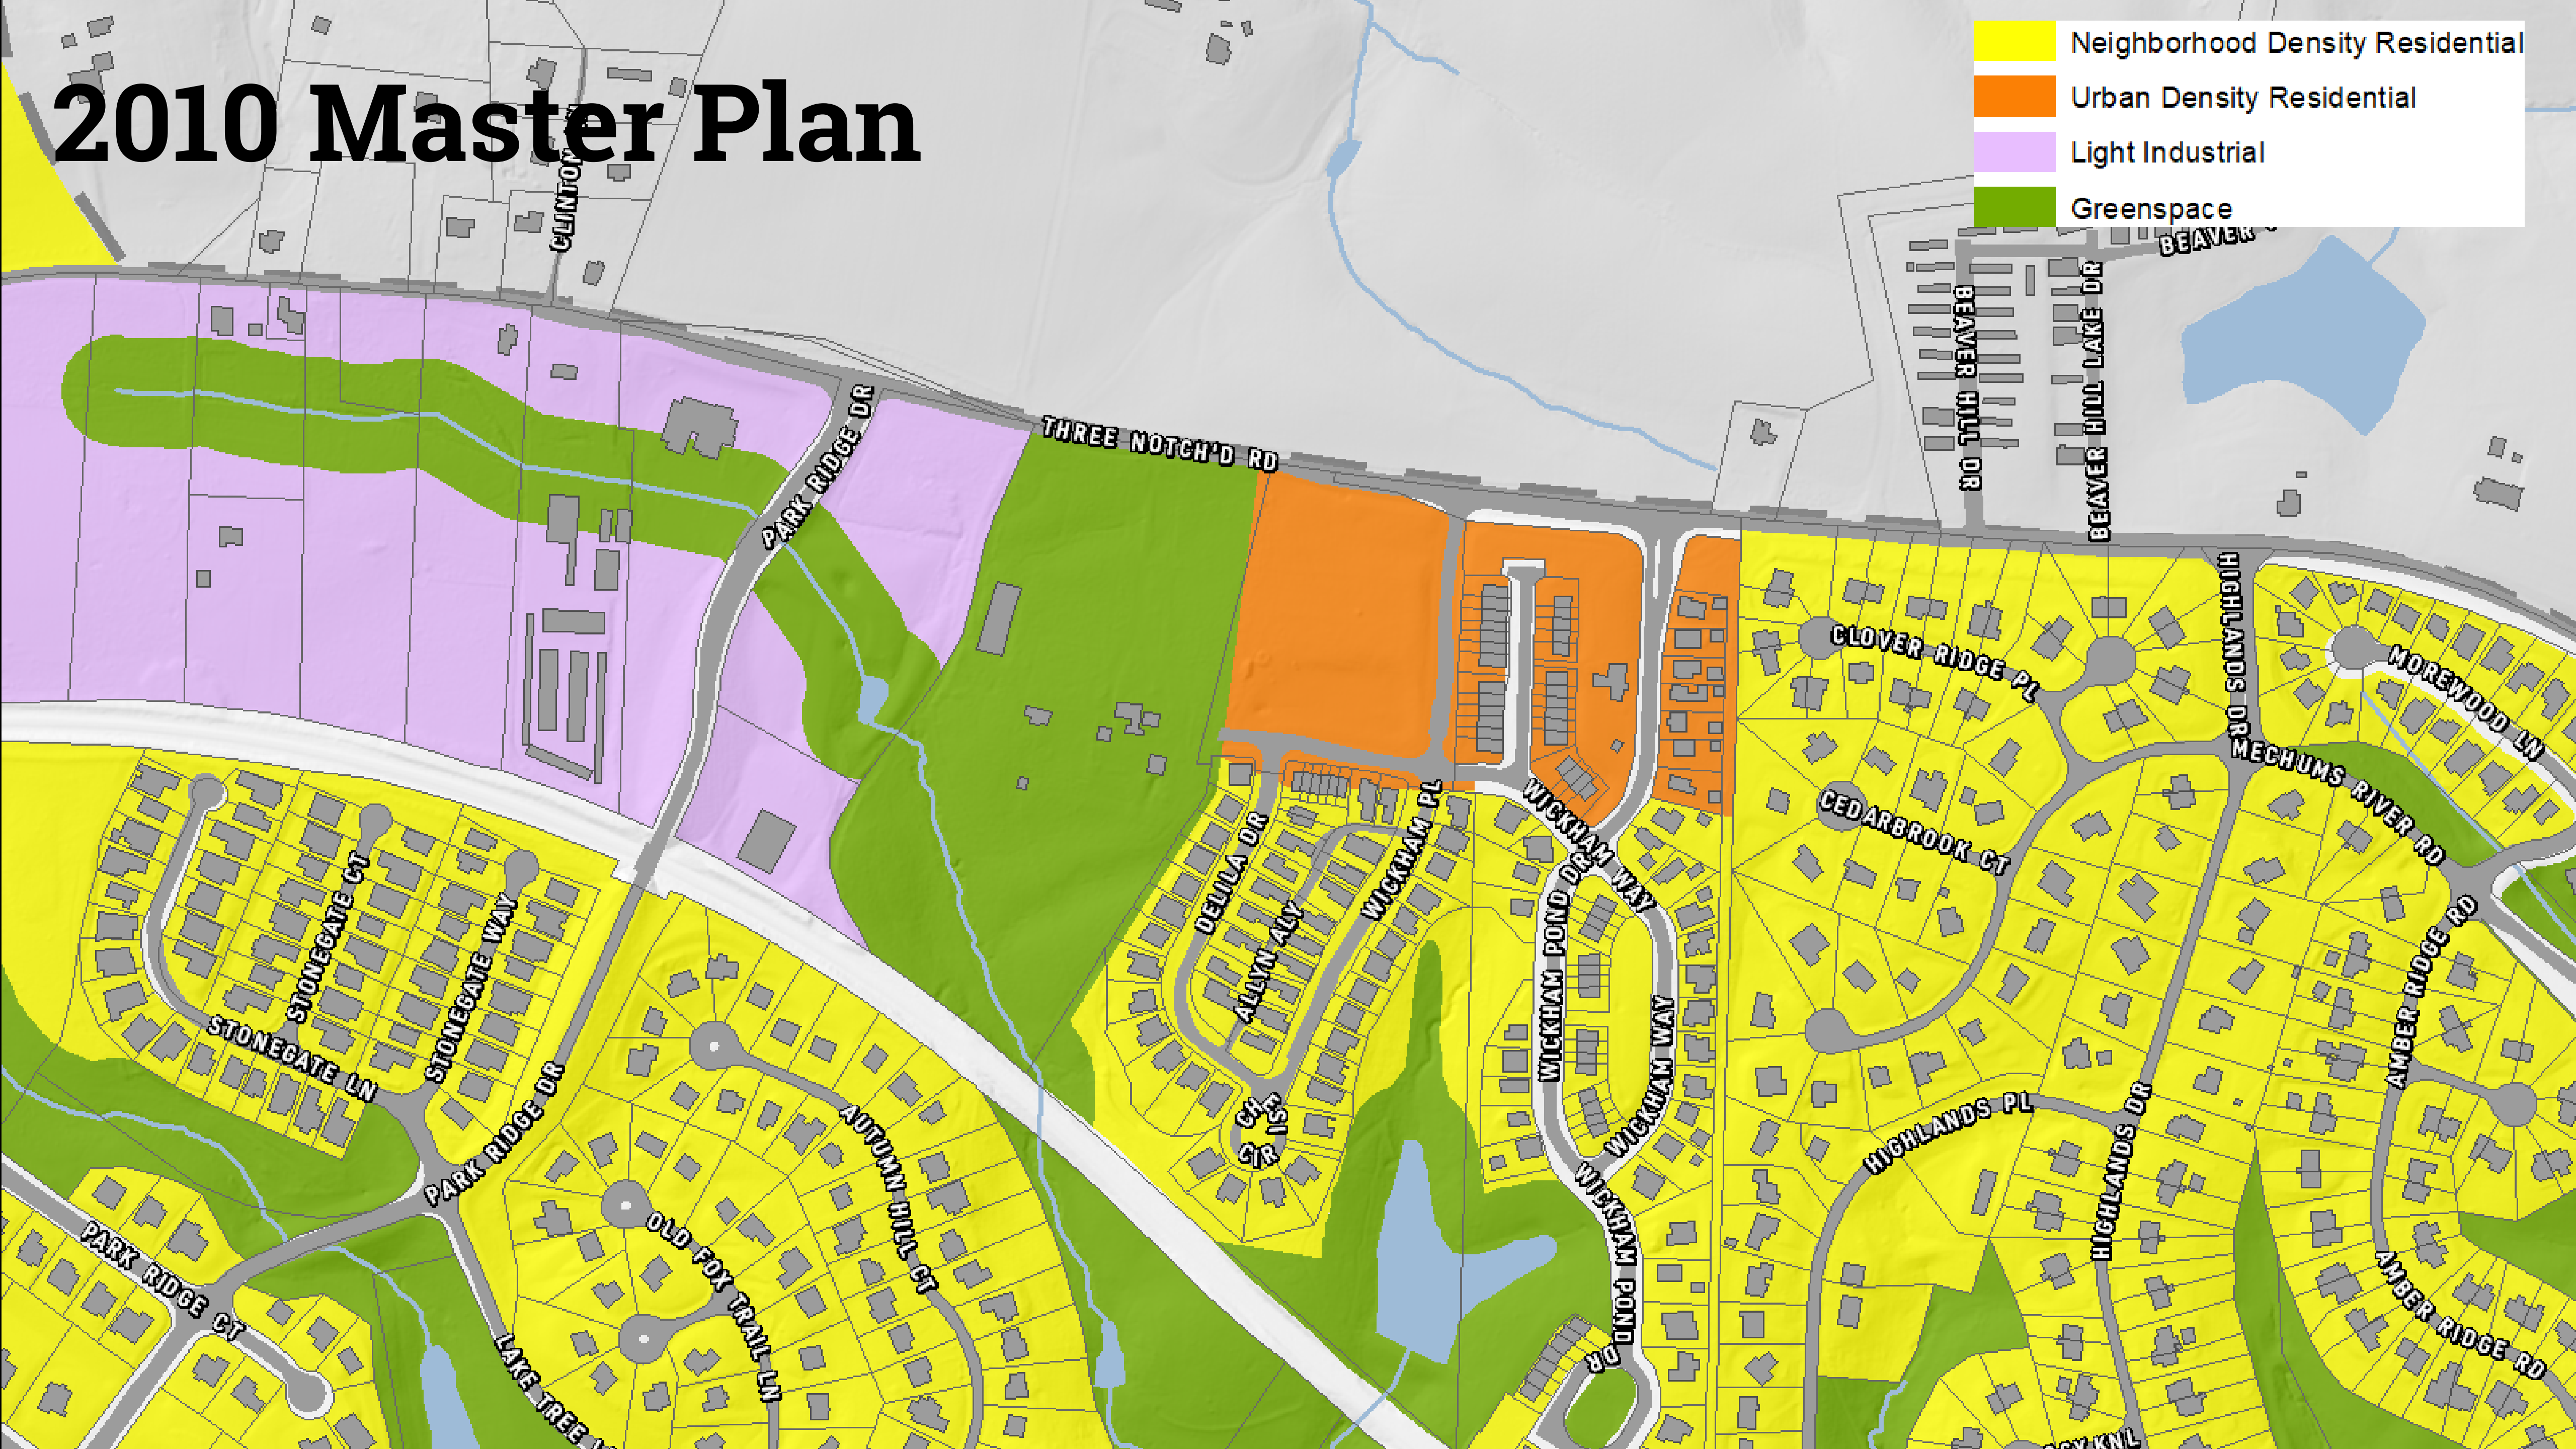 2010 Master Plan
Neighborhood Density Residential
Urban Density Residential
Light Industrial
Greenspace
CLINTON
BEAVER
BEAVER HILL DR
BEAVER HILL LAKE DR
THREE NOTCH'D RD
PARK RIDGE DR
HIGHLANDS DR
CLOVER RIDGE PL
MOREWOOD LN
MECHUMS RIVER RD
CEDARBROOK CT
WICKHAM WAY
WICKHAM PL
DELILA DR
ALLYN ALY
WICKHAM POND DR
WICKHAM WAY
STONEGATE CT
STONEGATE WAY
STONEGATE LN
PARK RIDGE DR
AUTUMN HILL CT
CHESIS
CIR
AMBER RIDGE RD
HIGHLANDS PL
HIGHLANDS DR
WICKHAM POND DR
OLD FOX TRAIL LN
PARK RIDGE CT
LAKE TREE
AMBER RIDGE RD
KNL